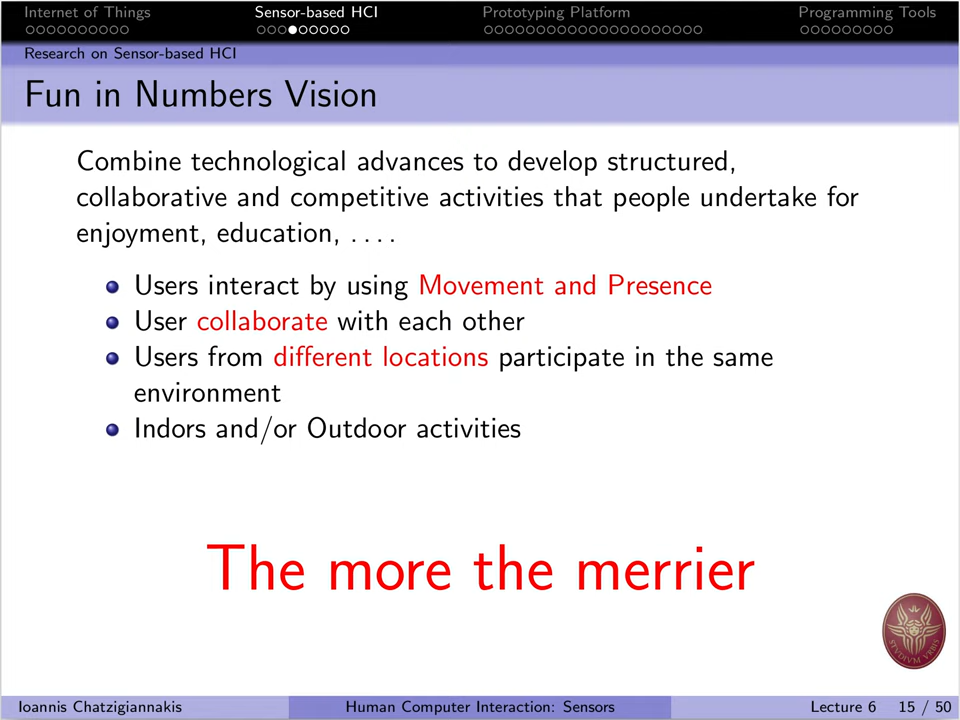 Internet of Things Sensor-based HCI Prototyping Platform Programming Tools
Research on Sensor-based HCI
Fun in Numbers Vision
Combine technological advances to develop structured,
collaborative and competitive activities that people undertake for
enjoyment, education, . . . .
Users interact by using Movement and Presence
User collaborate with each other
Users from different locations participate in the same
environment
Indors and/or Outdoor activities
The more the merrier
STVDIVM VRBIS
Ioannis Chatzigiannakis Human Computer Interaction: Sensors Lecture 6 15 / 50